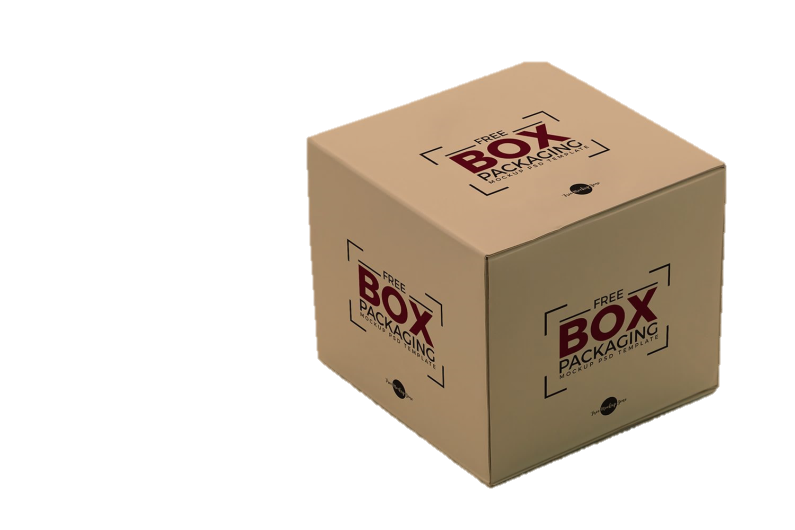 FREE
BOX
PACKAGING
MOCKUP PSD TEMPLATE
FREE
BOX
PACKAGING
MOCKUP PSD TEMPLATE
FREE
BOX
PACKAGING
MOCKUP PSD TEMPLATE